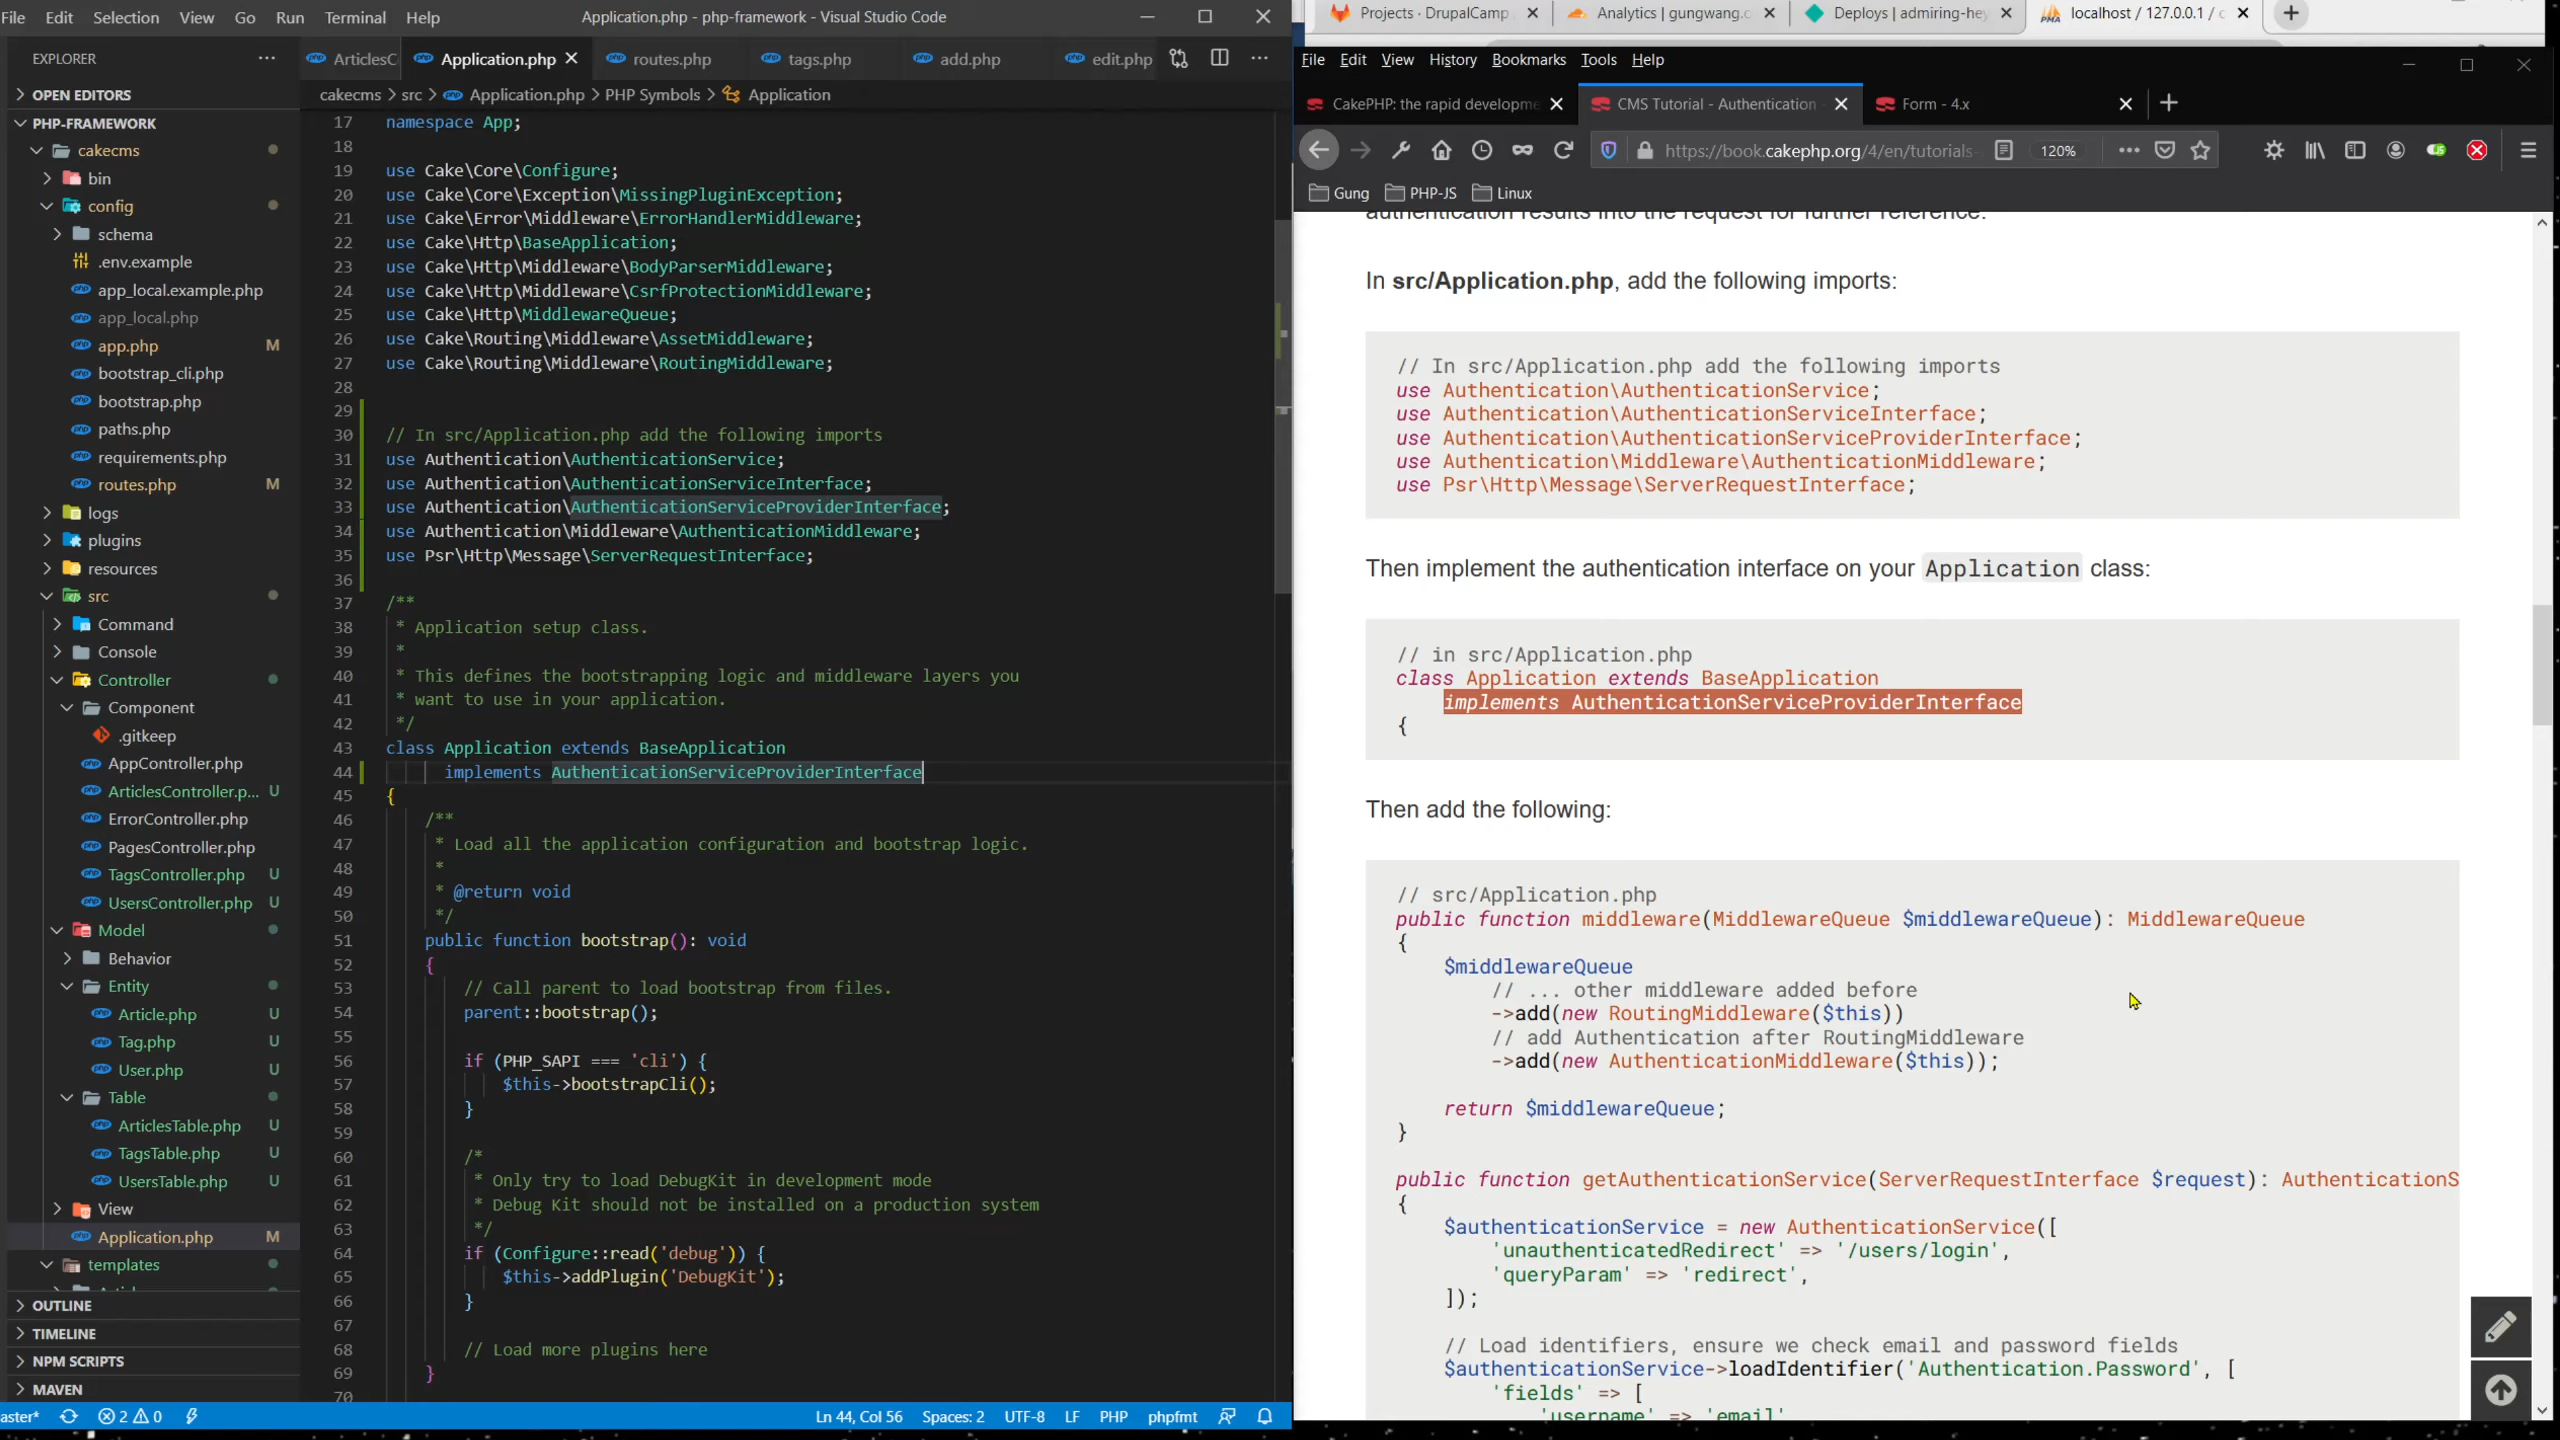 File Edit Selection View Go Run Terminal Help Application.php - php-framework - Visual Studio Code
EXPLORER
OPEN EDITORS
PHP-FRAMEWORK
cakecms
bin
config
schema
.env.example
app_local.example.php
app_local.php
app.php M
bootstrap_cli.php
bootstrap.php
paths.php
requirements.php
routes.php M
logs
plugins
resources
src
Command
Console
Controller
Component
.gitkeep
AppController.php
ArticlesController.p... U
ErrorController.php
PagesController.php
TagsController.php U
UsersController.php U
Model
Behavior
Entity
Article.php U
Tag.php U
User.php U
Table
ArticlesTable.php U
TagsTable.php U
UsersTable.php U
View
Application.php M
templates
OUTLINE
TIMELINE
NPM SCRIPTS
MAVEN
ArticlesC Application.php routes.php tags.php add.php edit.php
cakecms > src > Application.php > PHP Symbols > Application
17 namespace App;
18
19 use Cake\Core\Configure;
20 use Cake\Core\Exception\MissingPluginException;
21 use Cake\Error\Middleware\ErrorHandlerMiddleware;
22 use Cake\Http\BaseApplication;
23 use Cake\Http\Middleware\BodyParserMiddleware;
24 use Cake\Http\Middleware\CsrfProtectionMiddleware;
25 use Cake\Http\MiddlewareQueue;
26 use Cake\Routing\Middleware\AssetMiddleware;
27 use Cake\Routing\Middleware\RoutingMiddleware;
28
29
30 // In src/Application.php add the following imports
31 use Authentication\AuthenticationService;
32 use Authentication\AuthenticationServiceInterface;
33 use Authentication\AuthenticationServiceProviderInterface;
34 use Authentication\Middleware\AuthenticationMiddleware;
35 use Psr\Http\Message\ServerRequestInterface;
36
37 /**
38 * Application setup class.
39 *
40 * This defines the bootstrapping logic and middleware layers you
41 * want to use in your application.
42 */
43 class Application extends BaseApplication
44 implements AuthenticationServiceProviderInterface
45 {
46 /**
47 * Load all the application configuration and bootstrap logic.
48 *
49 * @return void
50 */
51 public function bootstrap(): void
52 {
53 // Call parent to load bootstrap from files.
54 parent::bootstrap();
55
56 if (PHP_SAPI === 'cli') {
57 $this->bootstrapCli();
58 }
59
60 /*
61 * Only try to load DebugKit in development mode
62 * Debug Kit should not be installed on a production system
63 */
64 if (Configure::read('debug')) {
65 $this->addPlugin('DebugKit');
66 }
67
68 // Load more plugins here
69 }
70
aster* 2 0 Ln 44, Col 56 Spaces: 2 UTF-8 LF PHP phpfmt
Projects · DrupalCamp Analytics | gungwang.c Deploys | admiring-hey localhost / 127.0.0.1 / c
File Edit View History Bookmarks Tools Help
CakePHP: the rapid developme CMS Tutorial - Authentication Form - 4.x
https://book.cakephp.org/4/en/tutorials- 120%
Gung PHP-JS Linux
authentication results into the request for further reference.
In src/Application.php, add the following imports:
// In src/Application.php add the following imports
use Authentication\AuthenticationService;
use Authentication\AuthenticationServiceInterface;
use Authentication\AuthenticationServiceProviderInterface;
use Authentication\Middleware\AuthenticationMiddleware;
use Psr\Http\Message\ServerRequestInterface;
Then implement the authentication interface on your Application class:
// in src/Application.php
class Application extends BaseApplication
implements AuthenticationServiceProviderInterface
{
Then add the following:
// src/Application.php
public function middleware(MiddlewareQueue $middlewareQueue): MiddlewareQueue
{
$middlewareQueue
// ... other middleware added before
->add(new RoutingMiddleware($this))
// add Authentication after RoutingMiddleware
->add(new AuthenticationMiddleware($this));
return $middlewareQueue;
}
public function getAuthenticationService(ServerRequestInterface $request): AuthenticationS
{
$authenticationService = new AuthenticationService([
'unauthenticatedRedirect' => '/users/login',
'queryParam' => 'redirect',
]);
// Load identifiers, ensure we check email and password fields
$authenticationService->loadIdentifier('Authentication.Password', [
'fields' => [
'username' => 'email'